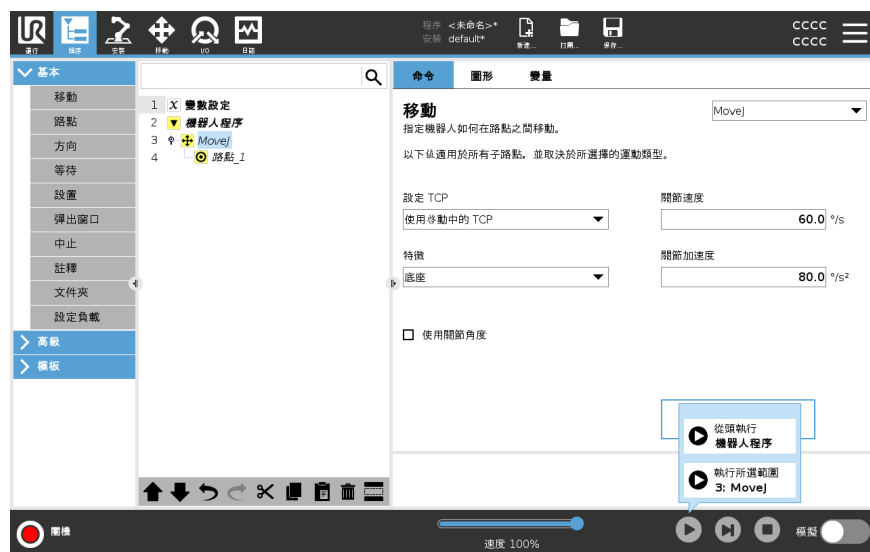 程序 <未命名>*
安裝 default*
UR
運行
程序
安裝
移動
I/O
日誌
新建...
打開...
保存...
CCCC
CCCC
基本
移動
路點
方向
等待
設置
彈出窗口
中止
註釋
文件夾
設定負載
高級
模板
1 X 變數設定
2 機器人程序
3 MoveJ
4 路點_1
命令 圖形 變量
移動
MoveJ
指定機器人如何在路點之間移動。
以下值適用於所有子路點，並取決於所選擇的運動類型。
設定 TCP
使用啓動中的 TCP
關節速度
60.0 °/s
特徵
底座
關節加速度
80.0 °/s²
使用關節角度
從頭執行
機器人程序
執行所選範圍
3: MoveJ
關機
速度 100%
模擬